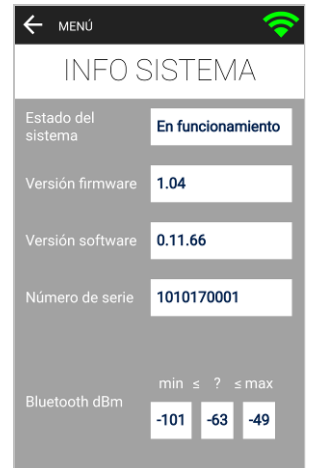 MENÚ
INFO SISTEMA
Estado del
sistema
En funcionamiento
Versión firmware
1.04
Versión software
0.11.66
Número de serie
1010170001
min ≤ ? ≤ max
Bluetooth dBm
-101 -63 -49